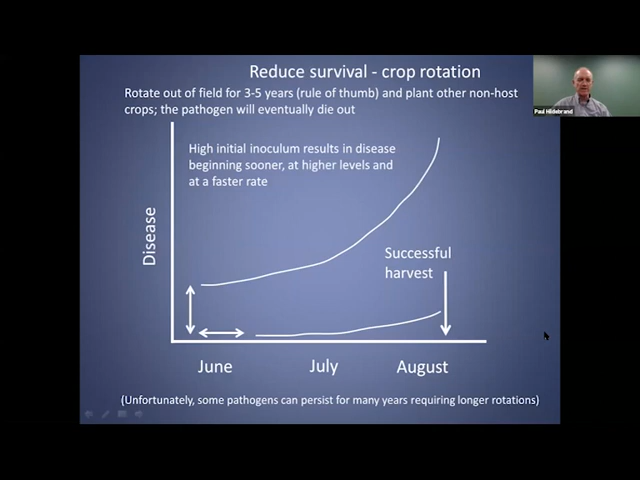 Reduce survival - crop rotation
Rotate out of field for 3-5 years (rule of thumb) and plant other non-host
crops; the pathogen will eventually die out
Paul Hildebrand
High initial inoculum results in disease
beginning sooner, at higher levels and
at a faster rate
Disease
Successful
harvest
June July August
(Unfortunately, some pathogens can persist for many years requiring longer rotations)